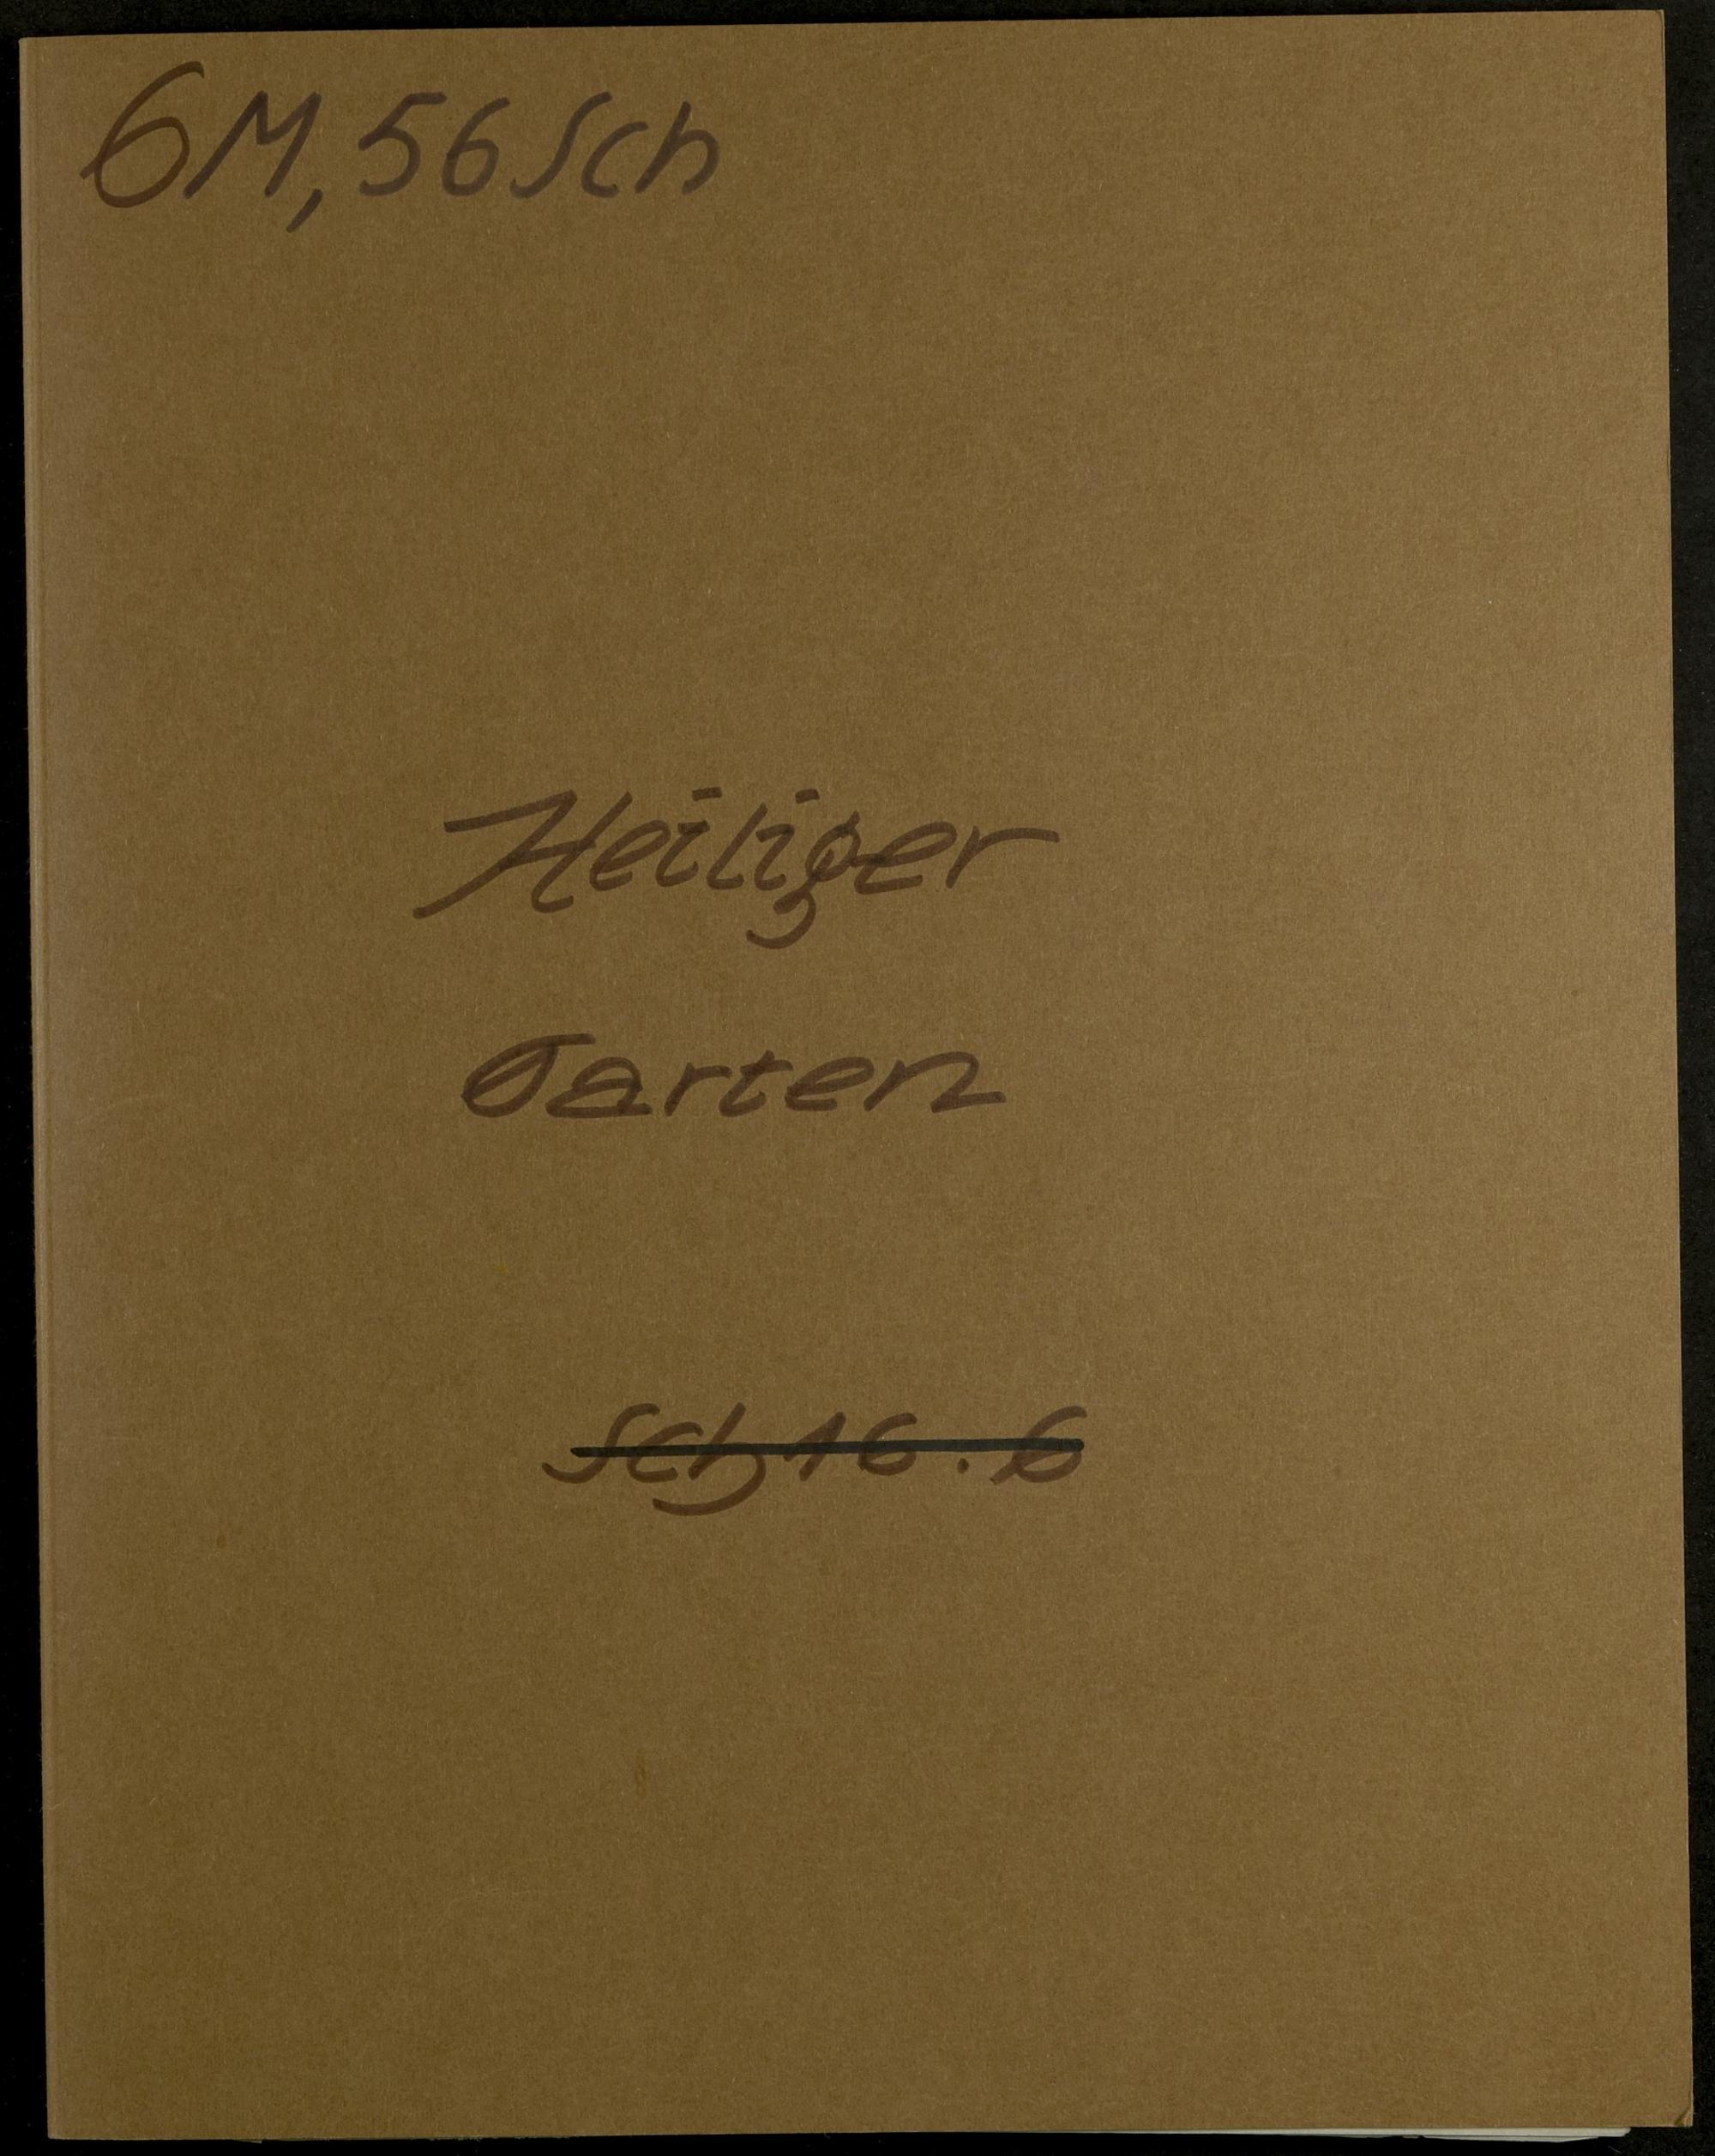 6M, 56 Sch
Heiliger
Garten
Sch 16.6